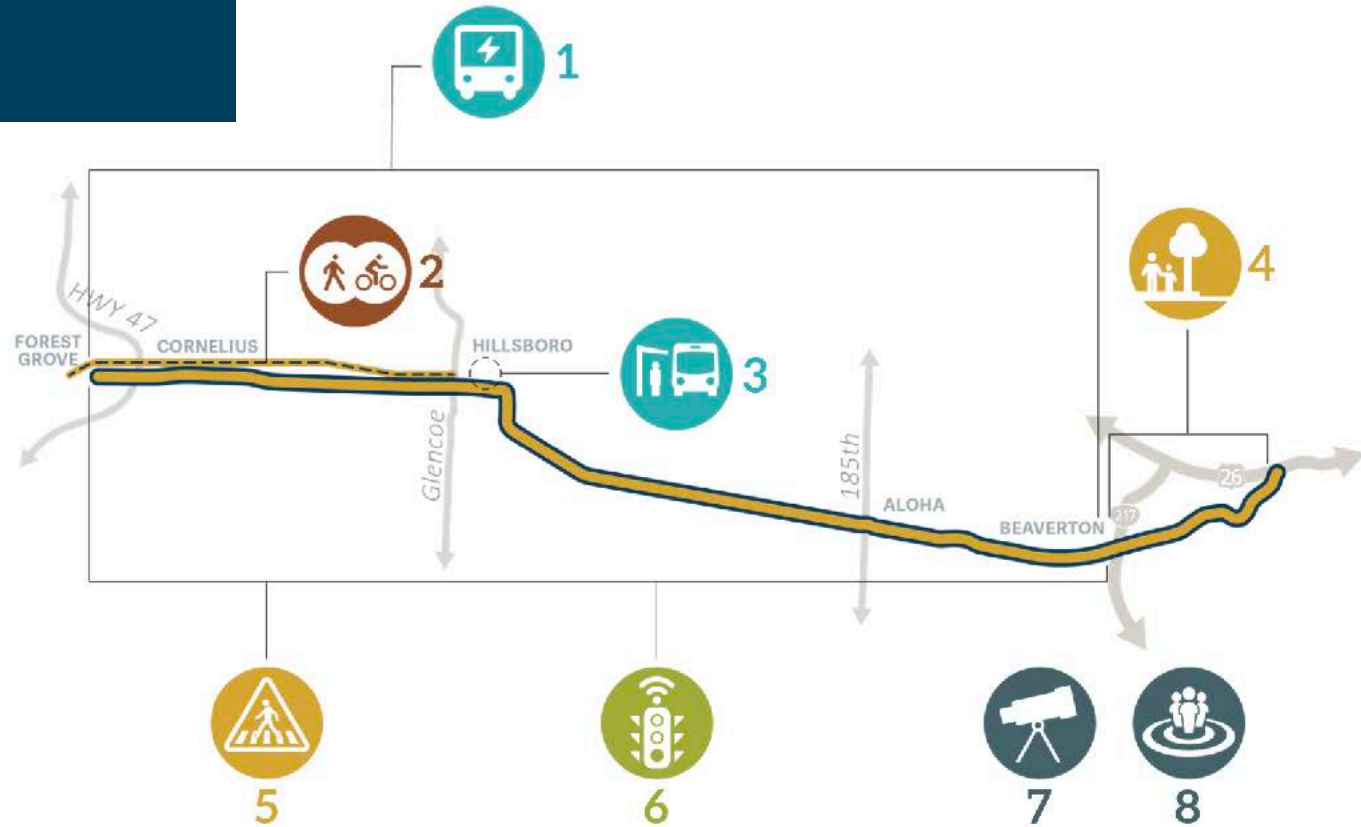 1
2
4
HWY 47
FOREST
GROVE
CORNELIUS
HILLSBORO
3
Glencoe
185th
26
217
ALOHA
BEAVERTON
5
6
7
8